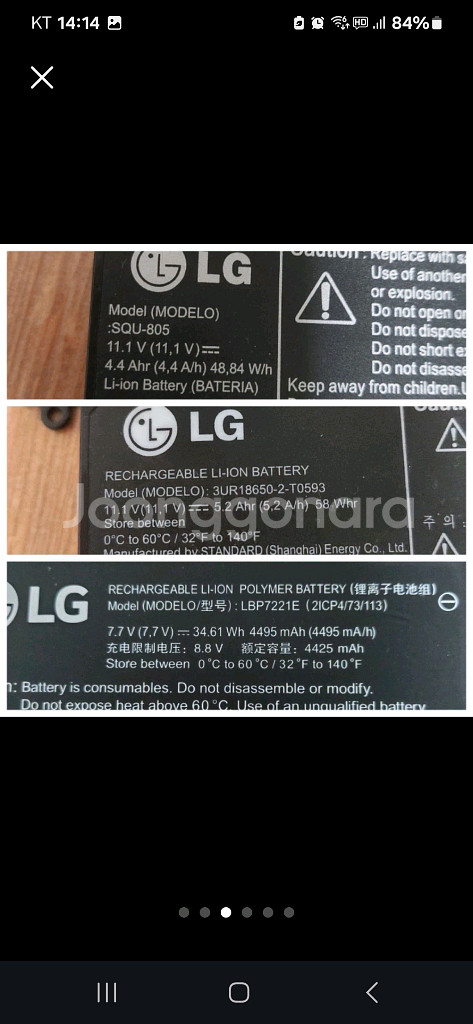 KT 14:14
84%
LG
Model (MODELO)
:SQU-805
11.1 V (11,1 V)
4.4 Ahr (4,4 A/h) 48,84 W/h
Li-ion Battery (BATERIA)
Caution : Replace with
Use of another
or explosion.
Do not open or
Do not dispose
Do not short
Do not
Keep away from children.
LG
RECHARGEABLE LI-ION BATTERY
Model (MODELO): 3UR18650-2-T0593
11.1V(11,1 V) 5.2 Ahr (5.2 A/h) 58 Whr
Store between
0°C to 60°C / 32°F to 140°F
Manufactured by STANDARD (Shanghai) Energy Co., Ltd.
주 의 :
Joonggonara
LG
RECHARGEABLE LI-ION POLYMER BATTERY (锂离子电池组)
Model (MODELO/型号) : LBP7221E ( 2ICP4/73/113)
7.7 V (7,7 V) 34.61 Wh 4495 mAh (4495 mA/h)
充电限制电压: 8.8 V 额定容量: 4425 mAh
Store between 0°C to 60°C / 32°F to 140°F
Battery is consumables. Do not disassemble or modify.
Do not expose heat above 60°C. Use of an unqualified battery